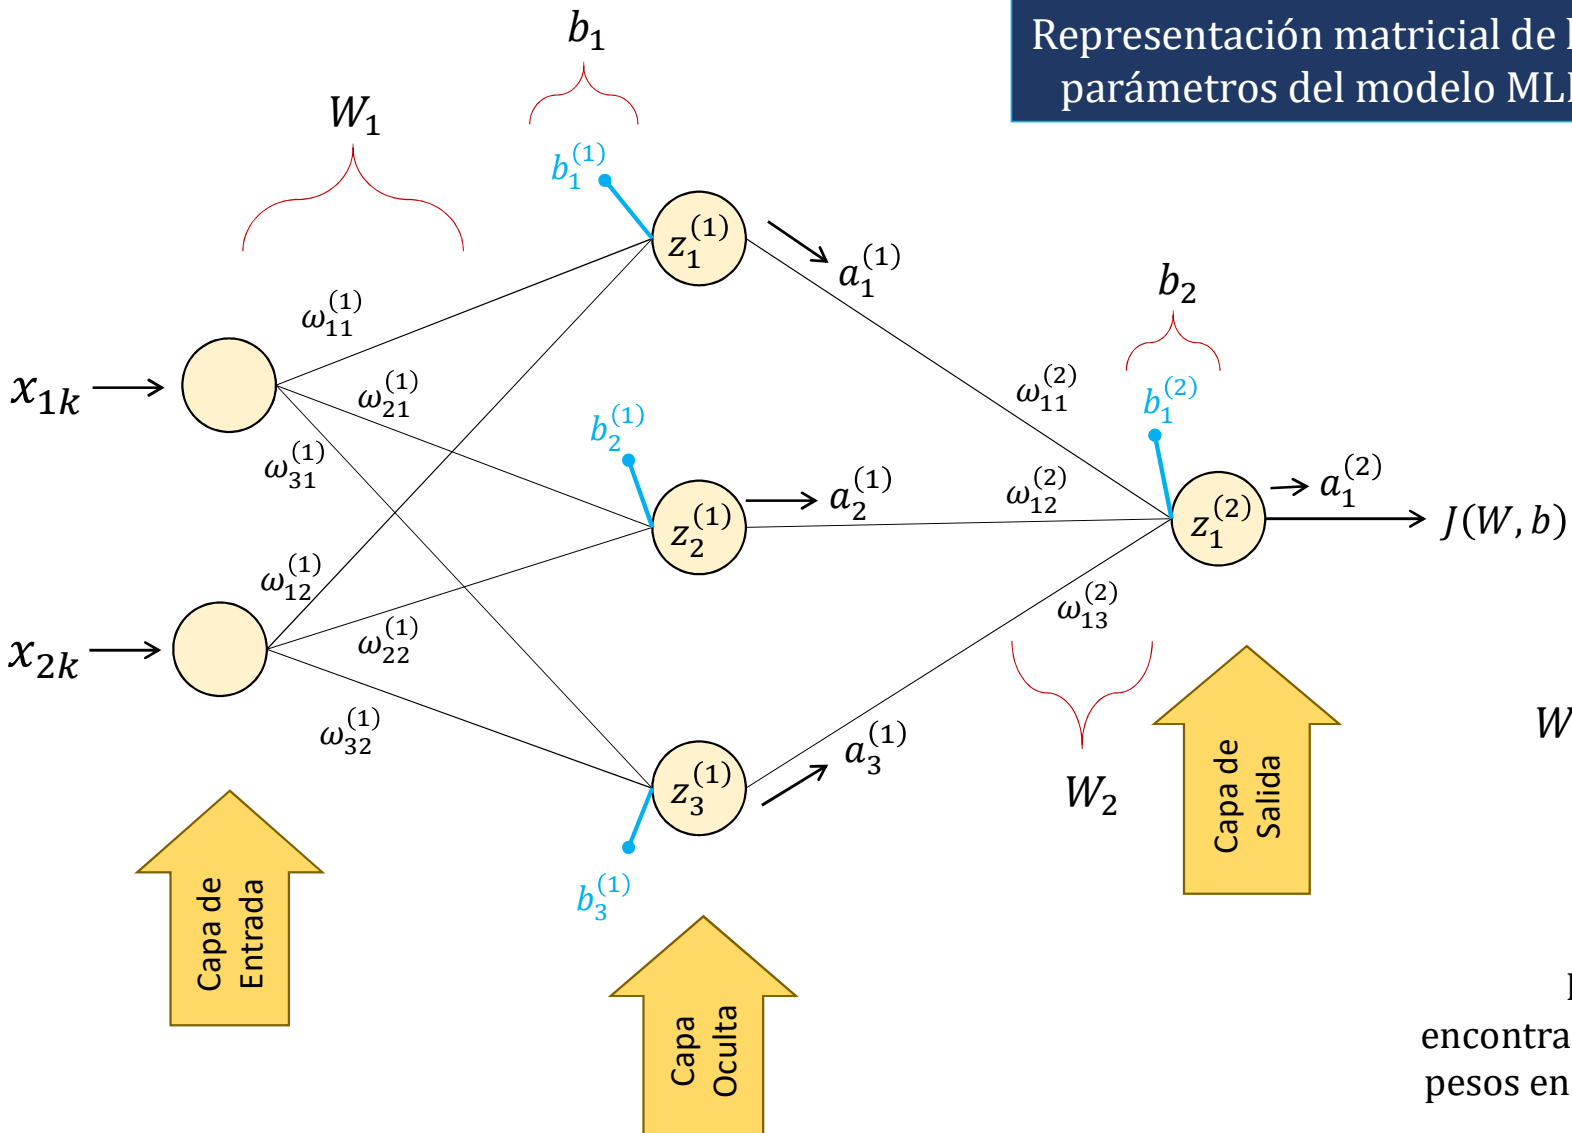 Representación matricial de l
parámetros del modelo MLP
b₁
W₁
b₁⁽¹⁾
z₁⁽¹⁾
a₁⁽¹⁾
b₂
ω₁₁⁽¹⁾
x₁ₖ
ω₂₁⁽¹⁾
ω₁₁⁽²⁾
b₁⁽²⁾
b₂⁽¹⁾
ω₃₁⁽¹⁾
a₂⁽¹⁾
ω₁₂⁽²⁾
a₁⁽²⁾
z₂⁽¹⁾
z₁⁽²⁾
J(W, b)
ω₁₂⁽¹⁾
ω₁₃⁽²⁾
x₂ₖ
ω₂₂⁽¹⁾
ω₃₂⁽¹⁾
a₃⁽¹⁾
W
z₃⁽¹⁾
W₂
Capa de
Salida
b₃⁽¹⁾
Capa de
Entrada
Capa
Oculta
encontra
pesos en